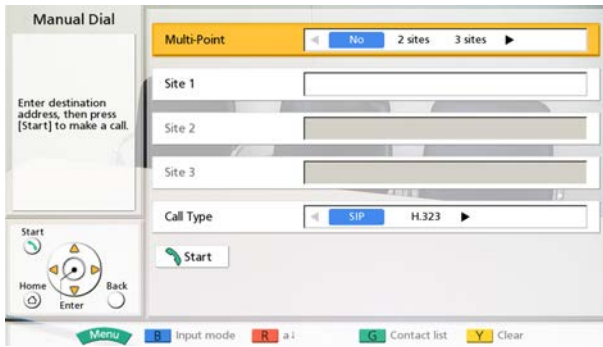 Manual Dial
Multi-Point No 2 sites 3 sites
Site 1
Enter destination
address, then press
[Start] to make a call.
Site 2
Site 3
Call Type SIP H.323
Start
Start
Home
Back
Enter
Menu B Input mode R a↓ G Contact list Y Clear